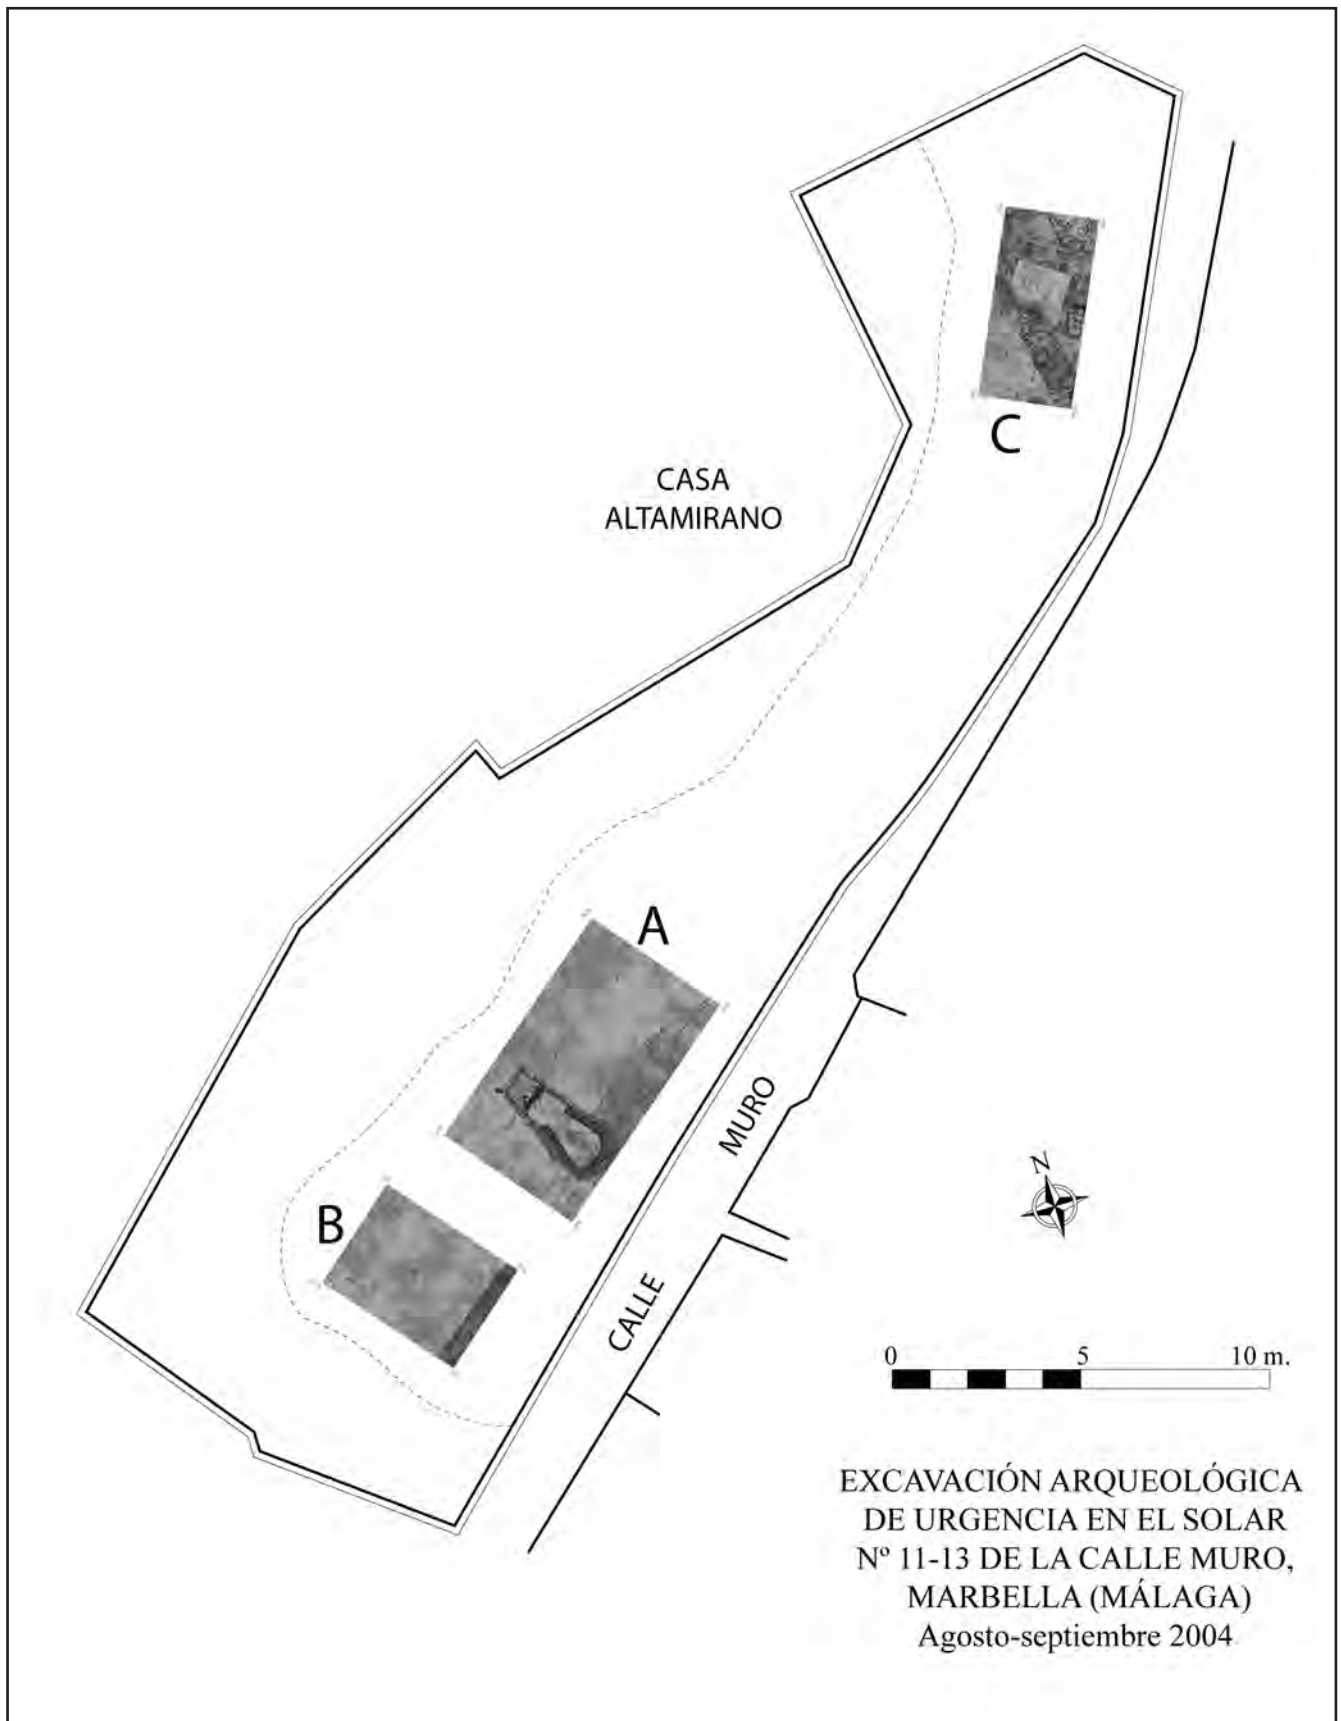 C
CASA
ALTAMIRANO
A
B
CALLE MURO
N
0 5 10 m.
EXCAVACIÓN ARQUEOLÓGICA
DE URGENCIA EN EL SOLAR
Nº 11-13 DE LA CALLE MURO,
MARBELLA (MÁLAGA)
Agosto-septiembre 2004